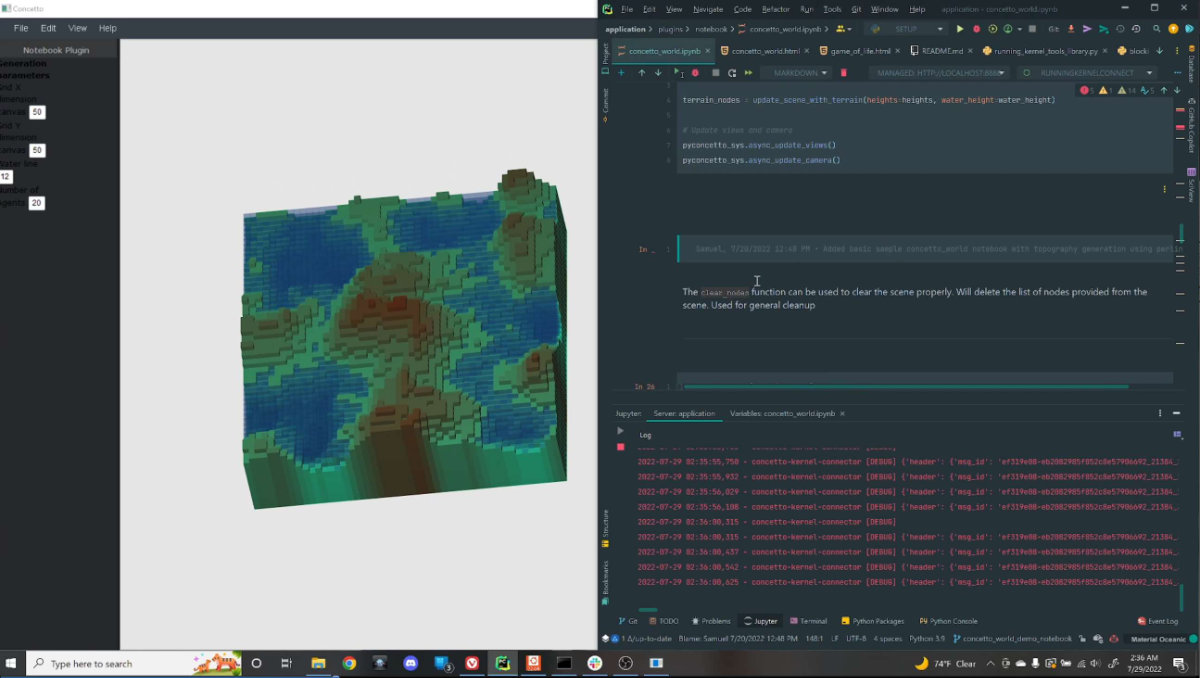 Concetto
File Edit View Help
Notebook Plugin
Generation
parameters
Grid X
dimension
canvas 50
Grid Y
dimension
canvas 50
Water line
12
Number of
Agents 20
File Edit View Navigate Code Refactor Run Tools Git Window Help application – concetto_world.ipynb
application plugins notebook concetto_world.ipynb SETUP Git:
concetto_world.ipynb concetto_world.html game_of_life.html README.md running_kernel_tools_library.py
MARKDOWN MANAGED: HTTP://LOCALHOST:888 RUNNINGKERNELCONNECT
5 1 14 5
4 terrain_nodes = update_scene_with_terrain(heights=heights, water_height=water_height)
5
6 # Update views and camera
7 pyconcetto_sys.async_update_views()
8 pyconcetto_sys.async_update_camera()
In _ 1 Samuel, 7/20/2022 12:48 PM • Added basic sample concetto_world notebook with topography generation using perlin
The clear_nodes function can be used to clear the scene properly. Will delete the list of nodes provided from the
scene. Used for general cleanup
In 26 1
Jupyter: Server: application Variables: concetto_world.ipynb
Log
2022-07-29 02:35:55,750 - concetto-kernel-connector [DEBUG] {'header': {'msg_id': 'ef319e08-eb2082985f852c8e57906692_21384_
2022-07-29 02:35:55,932 - concetto-kernel-connector [DEBUG] {'header': {'msg_id': 'ef319e08-eb2082985f852c8e57906692_21384_
2022-07-29 02:35:56,029 - concetto-kernel-connector [DEBUG] {'header': {'msg_id': 'ef319e08-eb2082985f852c8e57906692_21384_
2022-07-29 02:35:56,108 - concetto-kernel-connector [DEBUG] {'header': {'msg_id': 'ef319e08-eb2082985f852c8e57906692_21384_
2022-07-29 02:36:00,315 - concetto-kernel-connector [DEBUG]
2022-07-29 02:36:00,315 - concetto-kernel-connector [DEBUG] {'header': {'msg_id': 'ef319e08-eb2082985f852c8e57906692_21384_
2022-07-29 02:36:00,437 - concetto-kernel-connector [DEBUG] {'header': {'msg_id': 'ef319e08-eb2082985f852c8e57906692_21384_
2022-07-29 02:36:00,542 - concetto-kernel-connector [DEBUG] {'header': {'msg_id': 'ef319e08-eb2082985f852c8e57906692_21384_
2022-07-29 02:36:00,625 - concetto-kernel-connector [DEBUG] {'header': {'msg_id': 'ef319e08-eb2082985f852c8e57906692_21384_
Project
Commit
Structure
Bookmarks
Database
GitHub Copilot
SciView
Git TODO Problems Jupyter Terminal Python Packages Python Console Event Log
1 Δ/up-to-date Blame: Samuel 7/20/2022 12:48 PM 148:1 LF UTF-8 4 spaces Python 3.9 concetto_world_demo_notebook Material Oceanic
Type here to search
74°F Clear
2:36 AM
7/29/2022